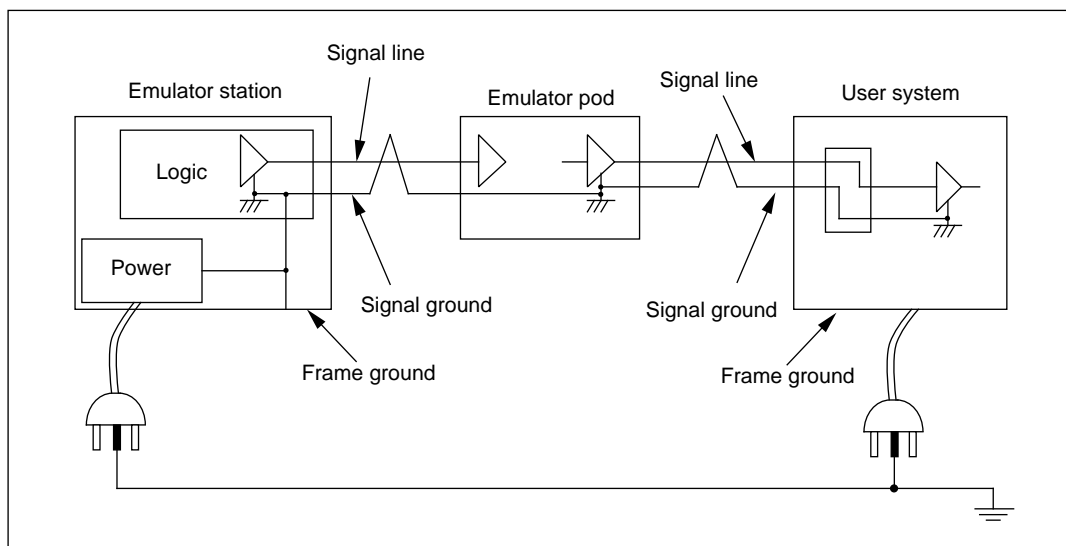 Signal line
Emulator station
Emulator pod
Signal line
User system
Logic
Power
Signal ground
Signal ground
Frame ground
Frame ground